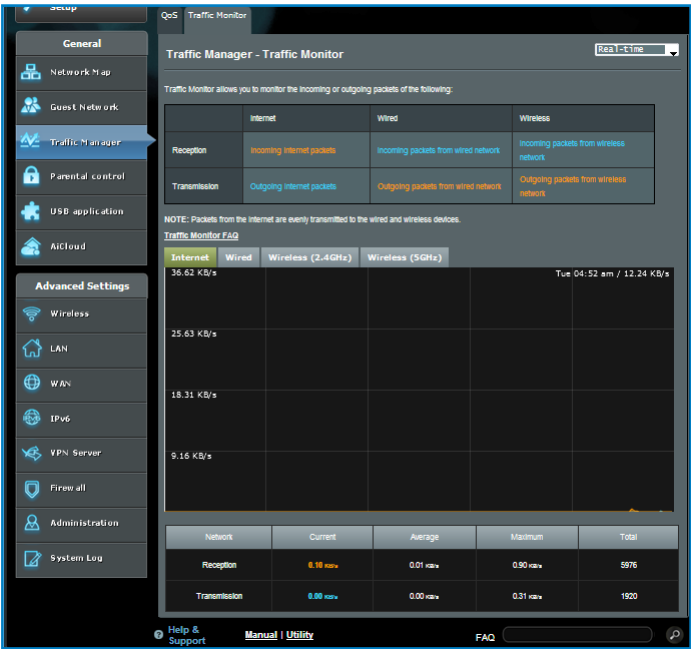 Setup
QoS
Traffic Monitor
General
Network Map
Guest Network
Traffic Manager
Parental control
USB application
AiCloud
Advanced Settings
Wireless
LAN
WAN
IPv6
VPN Server
Firewall
Administration
System Log
Traffic Manager - Traffic Monitor
Real-time
Traffic Monitor allows you to monitor the incoming or outgoing packets of the following:
Internet Wired Wireless
Reception Incoming Internet packets Incoming packets from wired network Incoming packets from wireless
network
Transmission Outgoing Internet packets Outgoing packets from wired network Outgoing packets from wireless
network
NOTE: Packets from the Internet are evenly transmitted to the wired and wireless devices.
Traffic Monitor FAQ
Internet Wired Wireless (2.4GHz) Wireless (5GHz)
36.62 KB/s Tue 04:52 am / 12.24 KB/s
25.63 KB/s
18.31 KB/s
9.16 KB/s
Network Current Average Maximum Total
Reception 0.10 KB/s 0.01 KB/s 0.90 KB/s 5976
Transmission 0.00 KB/s 0.00 KB/s 0.31 KB/s 1920
Help &
Support
Manual | Utility
FAQ